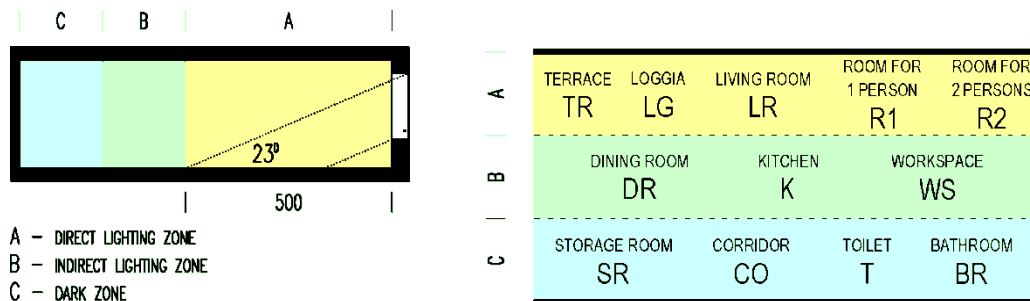 C B A
23°
500
A – DIRECT LIGHTING ZONE
B – INDIRECT LIGHTING ZONE
C – DARK ZONE
A
TERRACE LOGGIA LIVING ROOM ROOM FOR 1 PERSON ROOM FOR 2 PERSONS
TR LG LR R1 R2
B
DINING ROOM KITCHEN WORKSPACE
DR K WS
C
STORAGE ROOM CORRIDOR TOILET BATHROOM
SR CO T BR